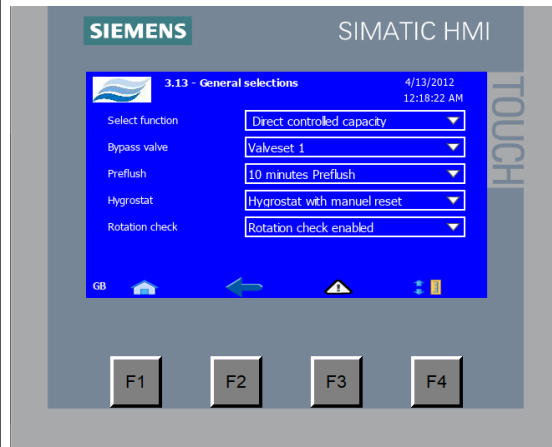 SIEMENS
SIMATIC HMI
TOUCH
3.13 - General selections
4/13/2012
12:18:22 AM
Select function
Direct controlled capacity
Bypass valve
Valveset 1
Preflush
10 minutes Preflush
Hygrostat
Hygrostat with manuel reset
Rotation check
Rotation check enabled
GB
F1
F2
F3
F4